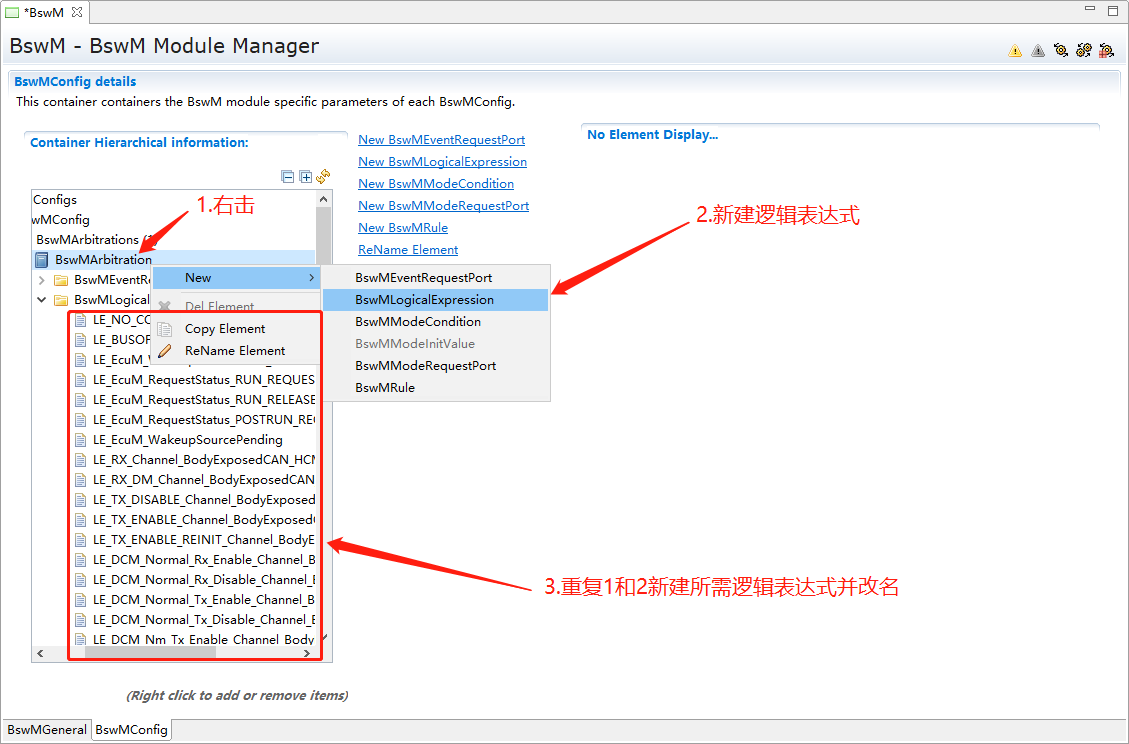 *BswM
BswM - BswM Module Manager
BswMConfig details
This container containers the BswM module specific parameters of each BswMConfig.
Container Hierarchical information:
Configs
wMConfig
BswMArbitrations
BswMArbitration
BswMEventR
BswMLogical
LE_NO_CO
LE_BUSOF
LE_EcuM_
LE_EcuM_RequestStatus_RUN_REQUES
LE_EcuM_RequestStatus_RUN_RELEASE
LE_EcuM_RequestStatus_POSTRUN_RE
LE_EcuM_WakeupSourcePending
LE_RX_Channel_BodyExposedCAN_HCM
LE_RX_DM_Channel_BodyExposedCAN
LE_TX_DISABLE_Channel_BodyExposed
LE_TX_ENABLE_Channel_BodyExposed
LE_TX_ENABLE_REINIT_Channel_BodyE
LE_DCM_Normal_Rx_Enable_Channel_B
LE_DCM_Normal_Rx_Disable_Channel_E
LE_DCM_Normal_Tx_Enable_Channel_B
LE_DCM_Normal_Tx_Disable_Channel_E
LE_DCM_Nm_Tx_Enable_Channel_Body
(Right click to add or remove items)
New BswMEventRequestPort
New BswMLogicalExpression
New BswMModeCondition
New BswMModeRequestPort
New BswMRule
ReName Element
No Element Display...
1.右击
2.新建逻辑表达式
New
Del Element
Copy Element
ReName Element
BswMEventRequestPort
BswMLogicalExpression
BswMModeCondition
BswMModeInitValue
BswMModeRequestPort
BswMRule
3.重复1和2新建所需逻辑表达式并改名
BswMGeneral
BswMConfig